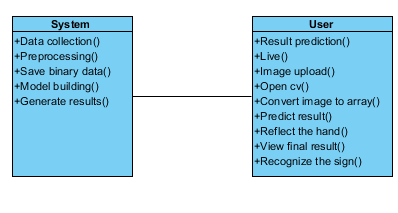 System
+Data collection()
+Preprocessing()
+Save binary data()
+Model building()
+Generate results()
User
+Result prediction()
+Live()
+Image upload()
+Open cv()
+Convert image to array()
+Predict result()
+Reflect the hand()
+View final result()
+Recognize the sign()